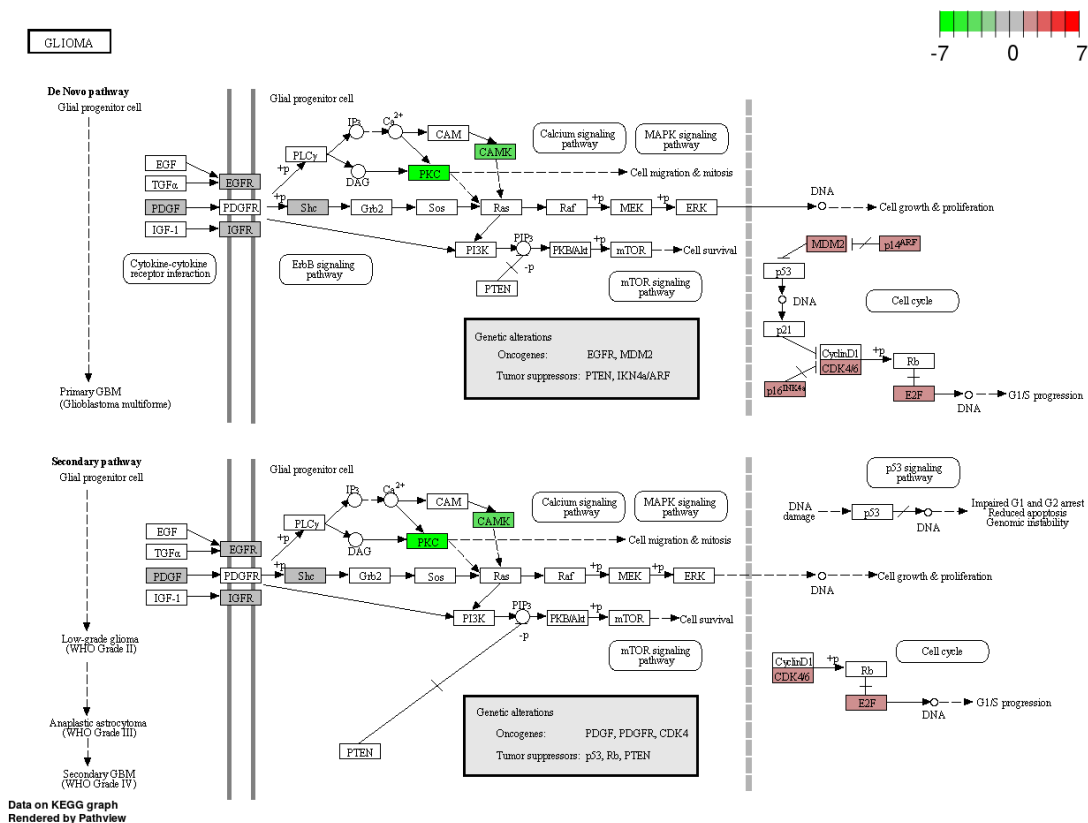 GLIOMA
-7 0 7
De Novo pathway
Glial progenitor cell
Glial progenitor cell
IP3
Ca2+
CAM
CAMK
Calcium signaling
pathway
MAPK signaling
pathway
PLCγ
+p
DAG
PKC
Cell migration & mitosis
EGF
TGFα
EGFR
PDGF
PDGFR
+p
Shc
Grb2
Sos
Ras
Raf
+p
MEK
+p
ERK
DNA
Cell growth & proliferation
IGF-1
IGFR
PI3K
PIP3
-p
PKB/Akt
+p
mTOR
Cell survival
PTEN
Cytokine-cytokine
receptor interaction
ErbB signaling
pathway
mTOR signaling
pathway
MDM2
p14ARF
p53
DNA
p21
Cell cycle
CyclinD1
CDK4/6
+p
Rb
p16INK4a
E2F
DNA
G1/S progression
Genetic alterations
Oncogenes: EGFR, MDM2
Tumor suppressors: PTEN, IKN4a/ARF
Primary GBM
(Glioblastoma multiforme)
Secondary pathway
Glial progenitor cell
Glial progenitor cell
IP3
Ca2+
CAM
CAMK
Calcium signaling
pathway
MAPK signaling
pathway
PLCγ
+p
DAG
PKC
Cell migration & mitosis
p53 signaling
pathway
DNA
damage
p53
DNA
Impaired G1 and G2 arrest
Reduced apoptosis
Genomic instability
EGF
TGFα
EGFR
PDGF
PDGFR
+p
Shc
Grb2
Sos
Ras
Raf
+p
MEK
+p
ERK
DNA
Cell growth & proliferation
IGF-1
IGFR
PI3K
PIP3
-p
PKB/Akt
+p
mTOR
Cell survival
mTOR signaling
pathway
Low-grade glioma
(WHO Grade II)
CyclinD1
CDK4/6
+p
Rb
Cell cycle
E2F
DNA
G1/S progression
Anaplastic astrocytoma
(WHO Grade III)
PTEN
Genetic alterations
Oncogenes: PDGF, PDGFR, CDK4
Tumor suppressors: p53, Rb, PTEN
Secondary GBM
(WHO Grade IV)
Data on KEGG graph
Rendered by Pathview